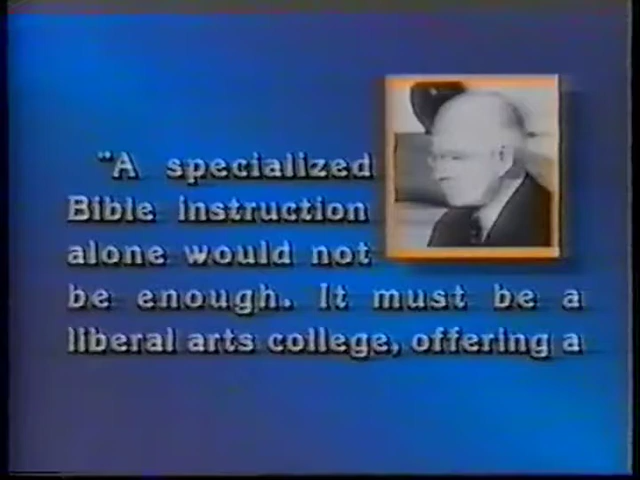 "A specialized
Bible instruction
alone would not
be enough. It must be a
liberal arts college, offering a